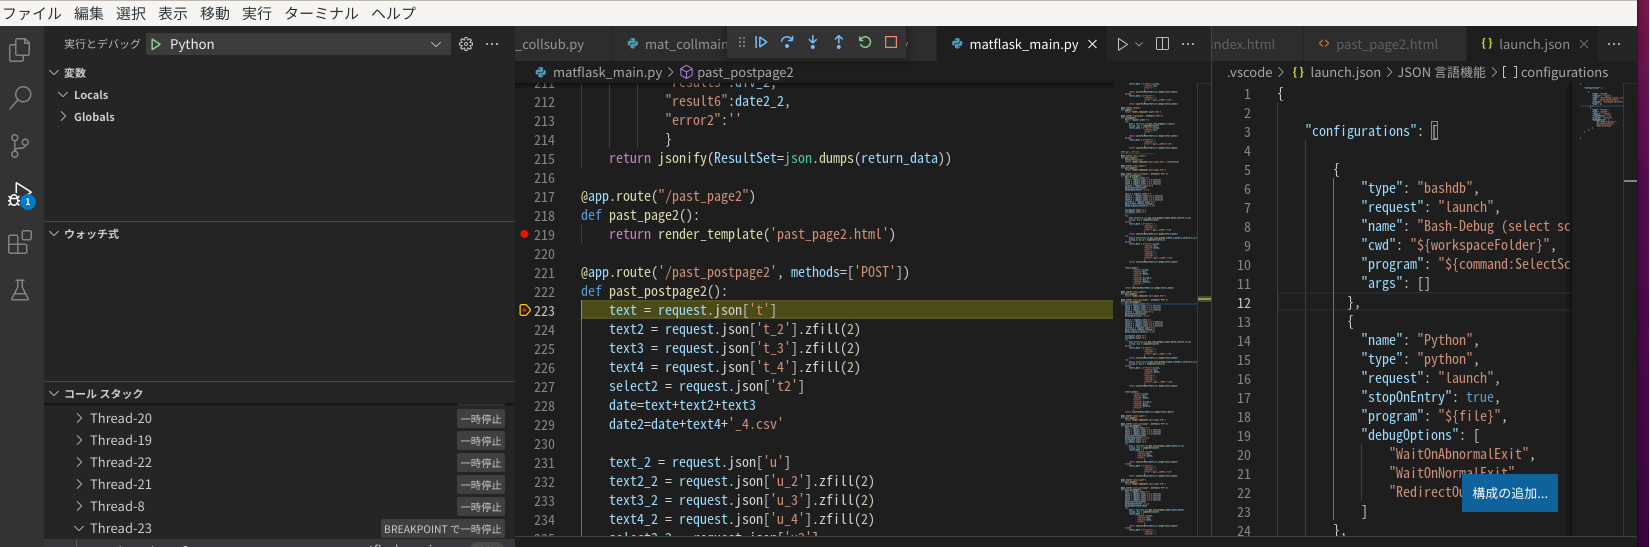 ファイル 編集 選択 表示 移動 実行 ターミナル ヘルプ
実行とデバッグ Python
変数
Locals
Globals
ウォッチ式
コール スタック
Thread-20 一時停止
Thread-19 一時停止
Thread-22 一時停止
Thread-21 一時停止
Thread-8 一時停止
Thread-23 BREAKPOINT で一時停止
1
_collsub.py mat_collmain matflask_main.py
matflask_main.py > past_postpage2
211 "result5":div_2,
212 "result6":date2_2,
213 "error2":''
214 }
215 return jsonify(ResultSet=json.dumps(return_data))
216
217 @app.route("/past_page2")
218 def past_page2():
219 return render_template('past_page2.html')
220
221 @app.route('/past_postpage2', methods=['POST'])
222 def past_postpage2():
223 text = request.json['t']
224 text2 = request.json['t_2'].zfill(2)
225 text3 = request.json['t_3'].zfill(2)
226 text4 = request.json['t_4'].zfill(2)
227 select2 = request.json['t2']
228 date=text+text2+text3
229 date2=date+text4+'_4.csv'
230
231 text_2 = request.json['u']
232 text2_2 = request.json['u_2'].zfill(2)
233 text3_2 = request.json['u_3'].zfill(2)
234 text4_2 = request.json['u_4'].zfill(2)
index.html past_page2.html launch.json
.vscode > launch.json > JSON 言語機能 > [ ] configurations
1 {
2
3 "configurations": [
4
5 {
6 "type": "bashdb",
7 "request": "launch",
8 "name": "Bash-Debug (select sc
9 "cwd": "${workspaceFolder}",
10 "program": "${command:SelectSc
11 "args": []
12 },
13 {
14 "name": "Python",
15 "type": "python",
16 "request": "launch",
17 "stopOnEntry": true,
18 "program": "${file}",
19 "debugOptions": [
20 "WaitOnAbnormalExit",
21 "WaitOnNormalExit"
22 "RedirectOu
23 ]
24 },
構成の追加...